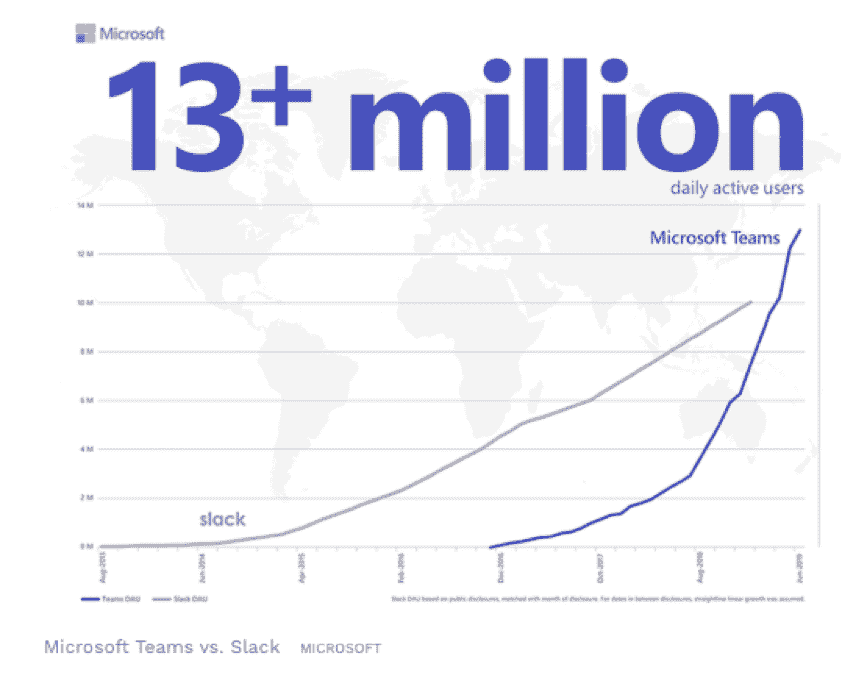 Microsoft
13+ million
daily active users
Microsoft Teams
14 M
12 M
10 M
8 M
6 M
4 M
2 M
0 M
slack
Aug-2013
Jun-2014
Apr-2015
Feb-2016
Dec-2016
Oct-2017
Aug-2018
Jun-2019
Teams DAU
Slack DAU
Slack DAU based on public disclosures, matched with month of disclosure. For dates in between disclosures, straightline linear growth was assumed.
Microsoft Teams vs. Slack MICROSOFT